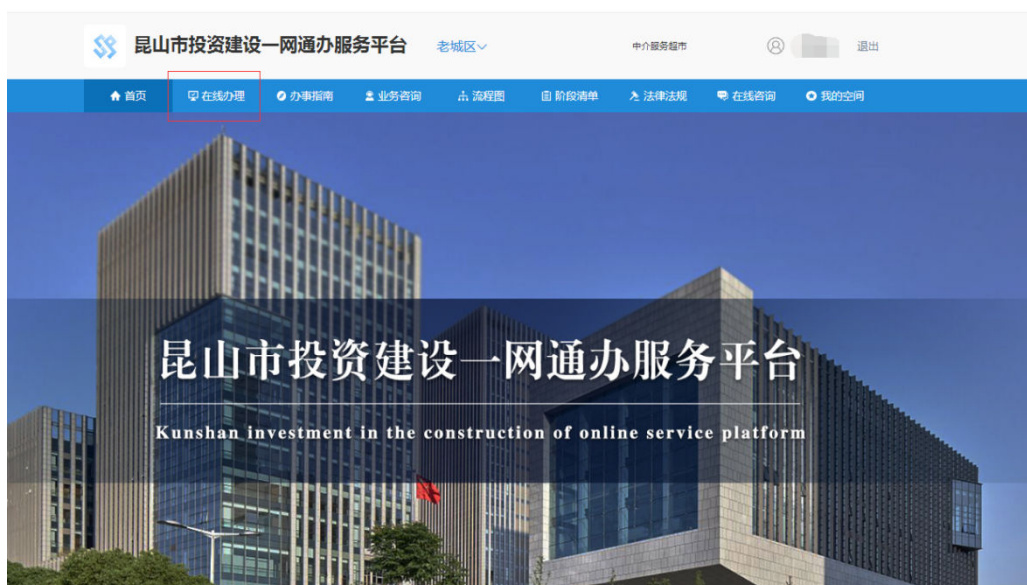 昆山市投资建设一网通办服务平台 老城区 中介服务超市 退出
首页 在线办理 办事指南 业务咨询 流程图 阶段清单 法律法规 在线咨询 我的空间
昆山市投资建设一网通办服务平台
Kunshan investment in the construction of online service platform